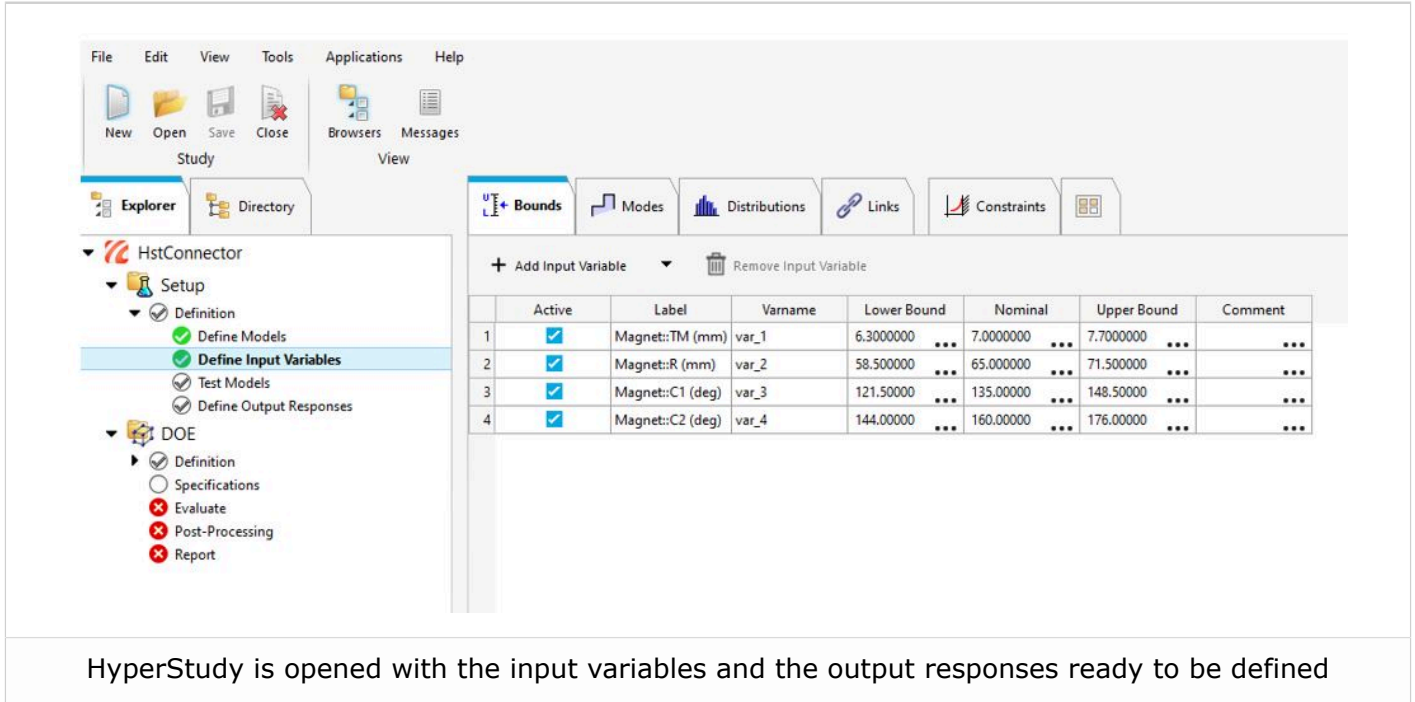 File Edit View Tools Applications Help
New Open Save Close Browsers Messages
Study View
Explorer Directory
Bounds Modes Distributions Links Constraints
HstConnector
Setup
Definition
Define Models
Define Input Variables
Test Models
Define Output Responses
DOE
Definition
Specifications
Evaluate
Post-Processing
Report
+ Add Input Variable Remove Input Variable
Active Label Varname Lower Bound Nominal Upper Bound Comment
1 Magnet::TM (mm) var_1 6.3000000 ... 7.0000000 ... 7.7000000 ... ...
2 Magnet::R (mm) var_2 58.500000 ... 65.000000 ... 71.500000 ... ...
3 Magnet::C1 (deg) var_3 121.50000 ... 135.00000 ... 148.50000 ... ...
4 Magnet::C2 (deg) var_4 144.00000 ... 160.00000 ... 176.00000 ... ...
HyperStudy is opened with the input variables and the output responses ready to be defined